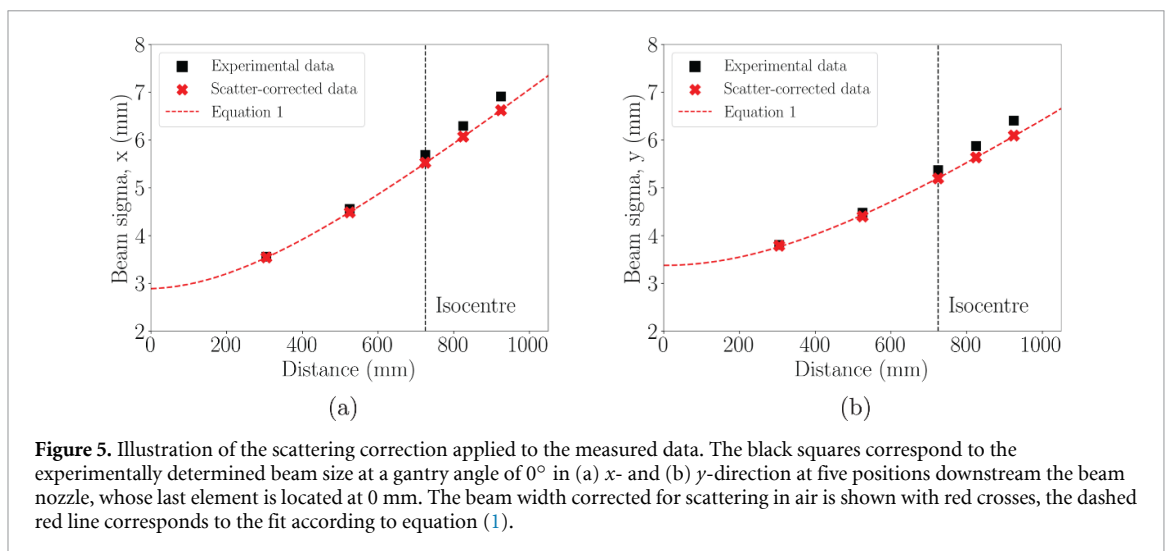 8
7
6
5
4
3
2
Beam sigma, x (mm)
Experimental data
Scatter-corrected data
Equation 1
Isocentre
0 200 400 600 800 1000
Distance (mm)
(a)
8
7
6
5
4
3
2
Beam sigma, y (mm)
Experimental data
Scatter-corrected data
Equation 1
Isocentre
0 200 400 600 800 1000
Distance (mm)
(b)
Figure 5. Illustration of the scattering correction applied to the measured data. The black squares correspond to the
experimentally determined beam size at a gantry angle of 0° in (a) x- and (b) y-direction at five positions downstream the beam
nozzle, whose last element is located at 0 mm. The beam width corrected for scattering in air is shown with red crosses, the dashed
red line corresponds to the fit according to equation (1).